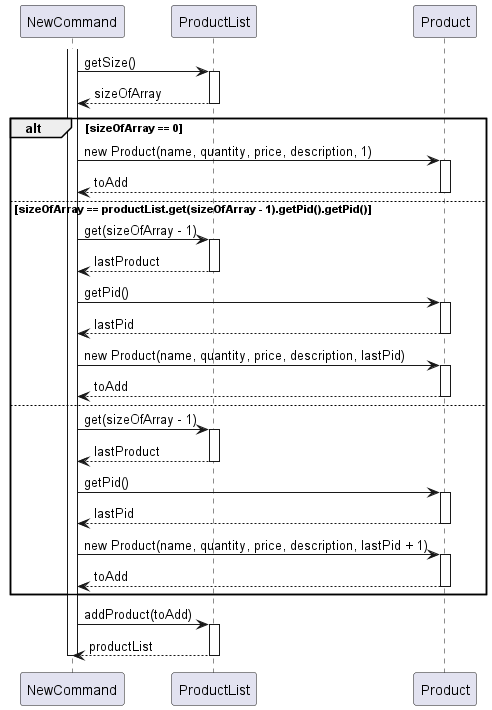 NewCommand
ProductList
Product
getSize()
sizeOfArray
alt
[sizeOfArray == 0]
new Product(name, quantity, price, description, 1)
toAdd
[sizeOfArray == productList.get(sizeOfArray - 1).getPid().getPid()]
get(sizeOfArray - 1)
lastProduct
getPid()
lastPid
new Product(name, quantity, price, description, lastPid)
toAdd
get(sizeOfArray - 1)
lastProduct
getPid()
lastPid
new Product(name, quantity, price, description, lastPid + 1)
toAdd
addProduct(toAdd)
productList
NewCommand
ProductList
Product